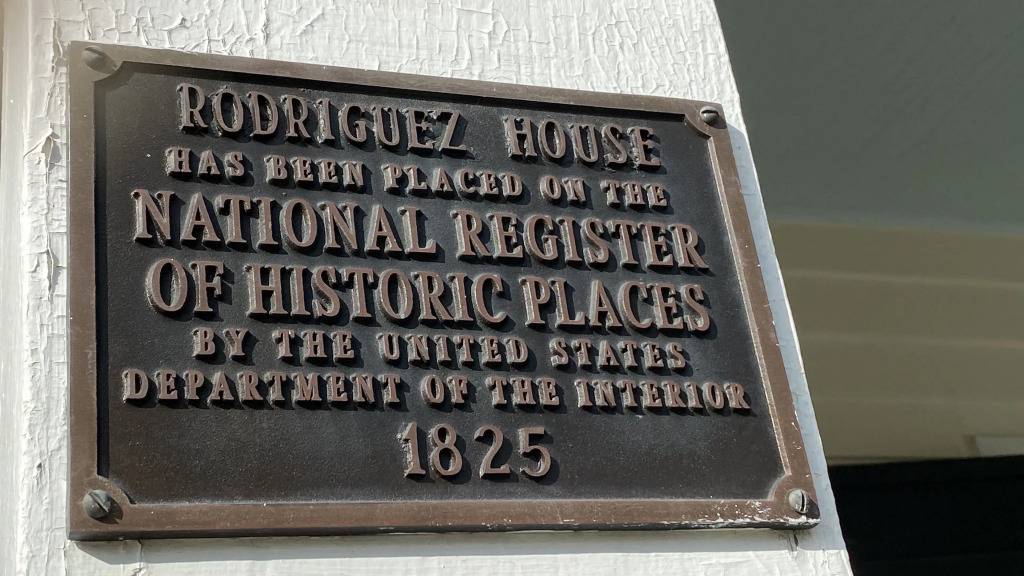 RODRIGUEZ HOUSE
HAS BEEN PLACED ON THE
NATIONAL REGISTER
OF HISTORIC PLACES
BY THE UNITED STATES
DEPARTMENT OF THE INTERIOR
1825